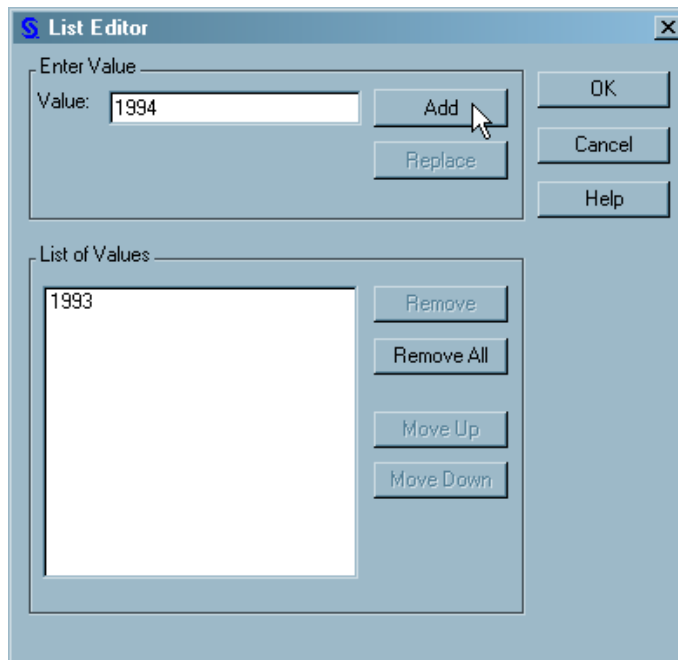 List Editor
Enter Value
Value: 1994 Add
Replace
OK
Cancel
Help
List of Values
1993
Remove
Remove All
Move Up
Move Down